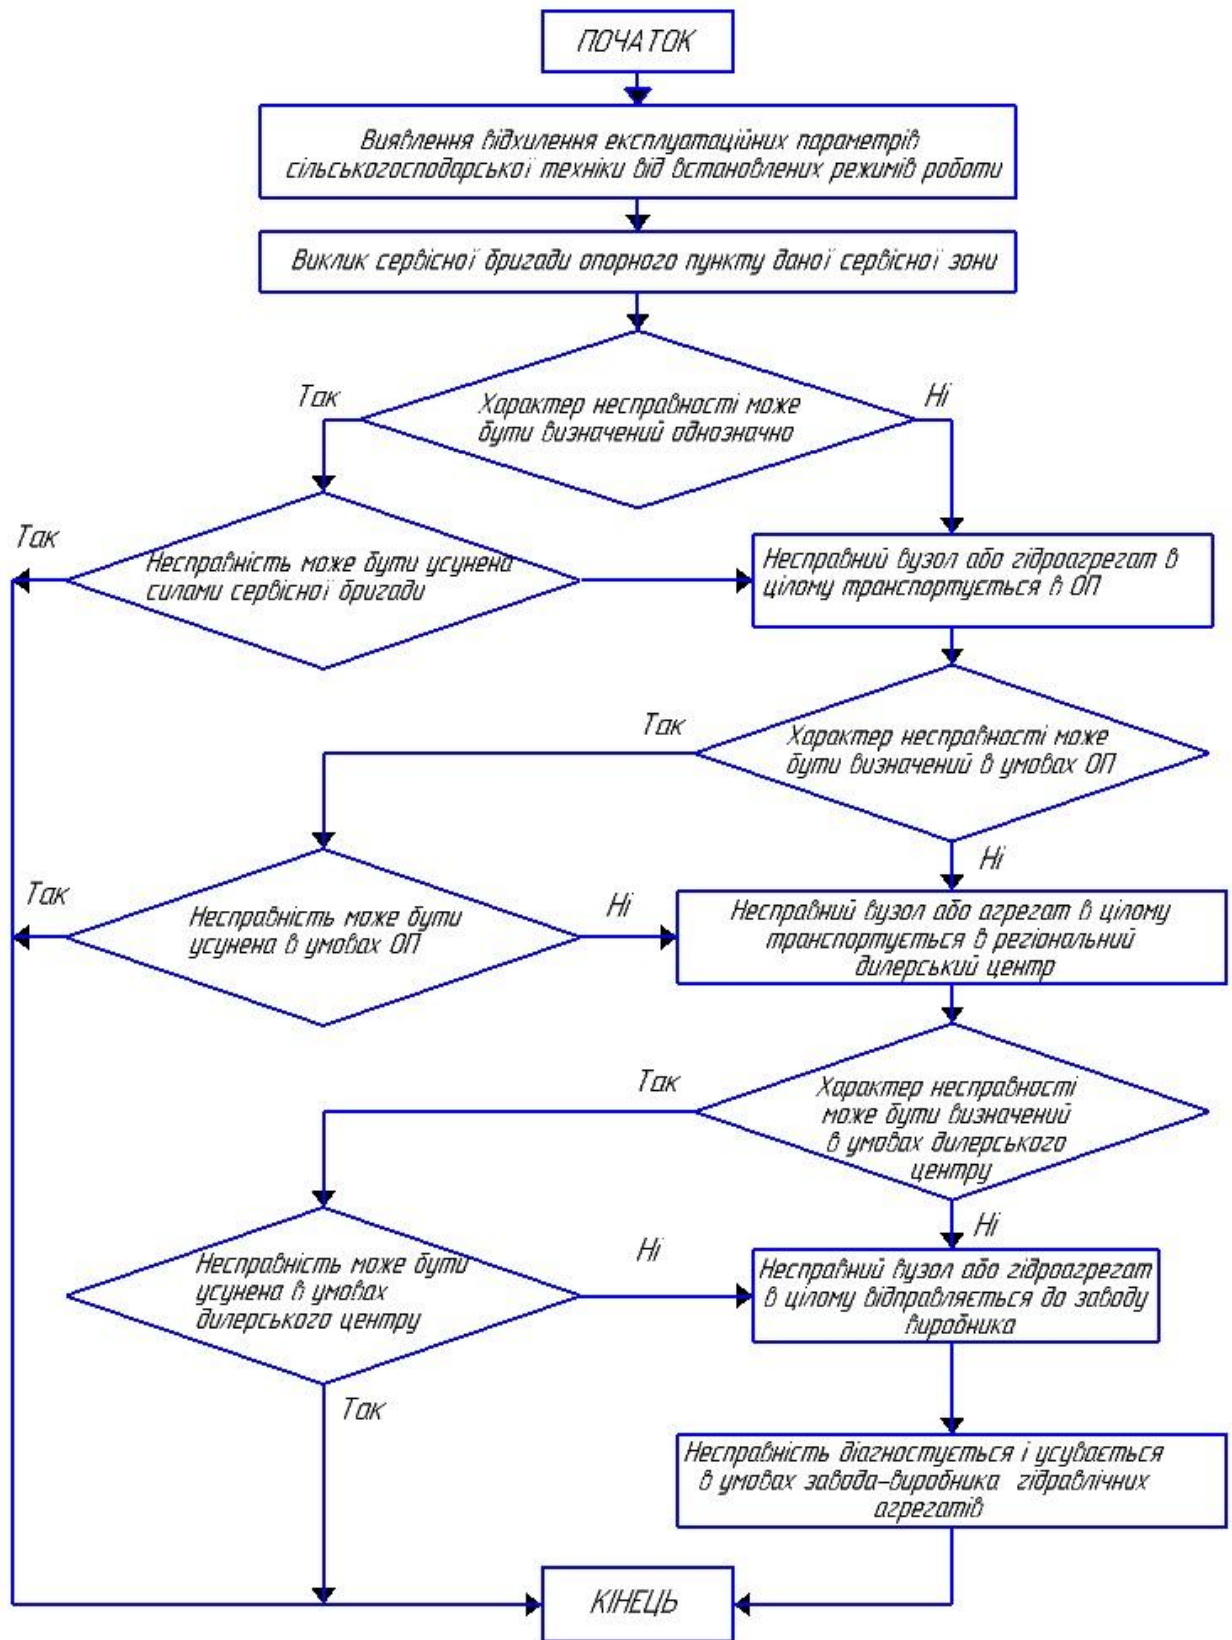 ПОЧАТОК
Виявлення відхилення експлуатаційних параметрів
сільськогосподарської техніки від встановлених режимів роботи
Виклик сервісної бригади опорного пункту даної сервісної зони
Так
Ні
Характер несправності може
бути визначений однозначно
Так
Несправність може бути усунена
силами сервісної бригади
Несправний вузол або гідроагрегат в
цілому транспортується в ОП
Так
Характер несправності може
бути визначений в умовах ОП
Ні
Так
Несправність може бути
усунена в умовах ОП
Ні
Несправний вузол або агрегат в цілому
транспортується в регіональний
дилерський центр
Так
Характер несправності
може бути визначений
в умовах дилерського
центру
Ні
Несправність може бути
усунена в умовах
дилерського центру
Ні
Несправний вузол або гідроагрегат
в цілому відправляється до заводу
виробника
Так
Несправність діагностується і усувається
в умовах завода-виробника гідравлічних
агрегатів
КІНЕЦЬ